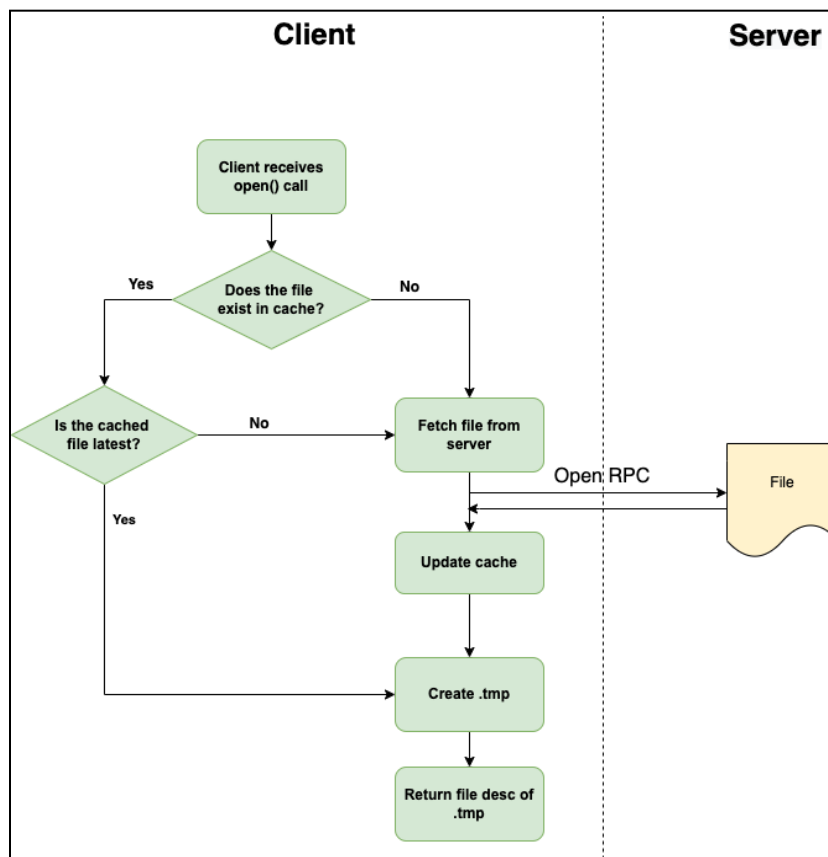 Client
Server
Client receives
open() call
Yes
Does the file
exist in cache?
No
Is the cached
file latest?
No
Fetch file from
server
Open RPC
File
Yes
Update cache
Create .tmp
Return file desc of
.tmp